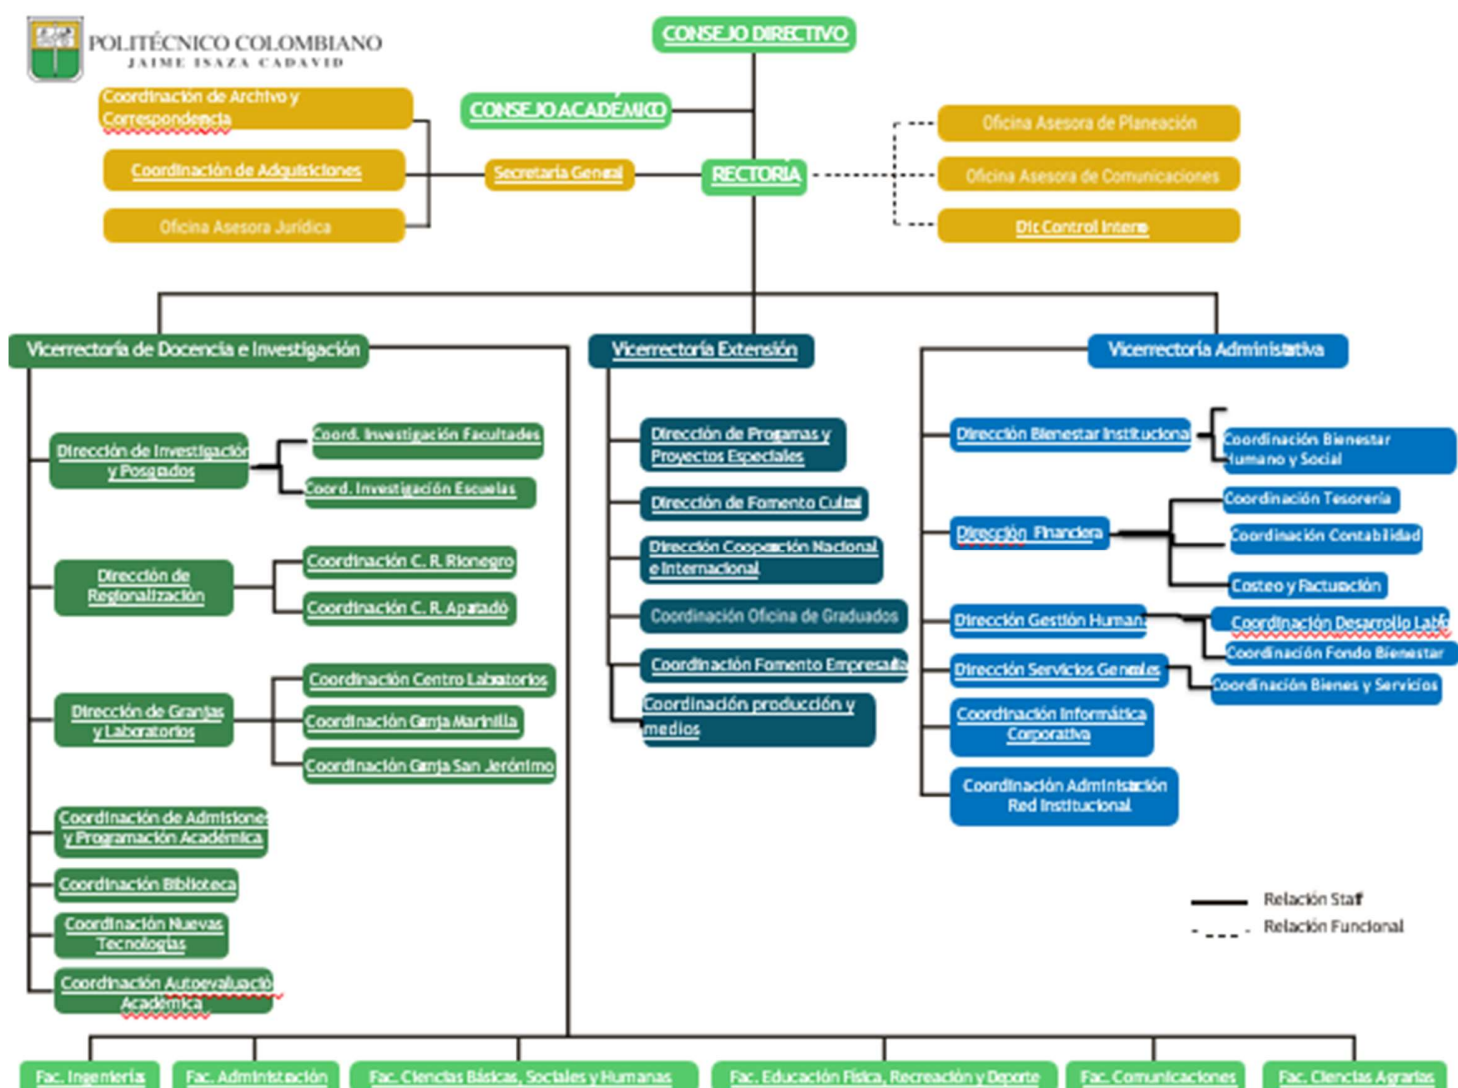 POLITÉCNICO COLOMBIANO
JAIME ISAZA CADAVID
CONSEJO DIRECTIVO
CONSEJO ACADÉMICO
Coordinación de Archivo y
Correspondencia
Coordinación de Adquisiciones
Oficina Asesora Jurídica
Secretaría General
RECTORÍA
Oficina Asesora de Planeación
Oficina Asesora de Comunicaciones
Dir. Control Interno
Vicerrectoría de Docencia e Investigación
Dirección de Investigación
y Posgrados
Coord. Investigación Facultades
Coord. Investigación Escuelas
Dirección de
Regionalización
Coordinación C. R. Rionegro
Coordinación C. R. Apartadó
Dirección de Granjas
y Laboratorios
Coordinación Centro Laboratorios
Coordinación Granja Marinilla
Coordinación Granja San Jerónimo
Coordinación de Admisiones
y Programación Académica
Coordinación Biblioteca
Coordinación Nuevas
Tecnologías
Coordinación Autoevaluació
Académica
Vicerrectoría Extensión
Dirección de Programas y
Proyectos Especiales
Dirección de Fomento Cultural
Dirección Cooperación Nacional
e Internacional
Coordinación Oficina de Graduados
Coordinación Fomento Empresarial
Coordinación producción y
medios
Vicerrectoría Administrativa
Dirección Bienestar Institucional
Coordinación Bienestar
Humano y Social
Dirección Financiera
Coordinación Tesorería
Coordinación Contabilidad
Costeo y Facturación
Dirección Gestión Humana
Coordinación Desarrollo Labo
Coordinación Fondo Bienestar
Dirección Servicios Generales
Coordinación Bienes y Servicios
Coordinación Informática
Corporativa
Coordinación Administración
Red Institucional
Relación Staff
Relación Funcional
Fac. Ingenierías
Fac. Administración
Fac. Ciencias Básicas, Sociales y Humanas
Fac. Educación Física, Recreación y Deporte
Fac. Comunicaciones
Fac. Ciencias Agrarias